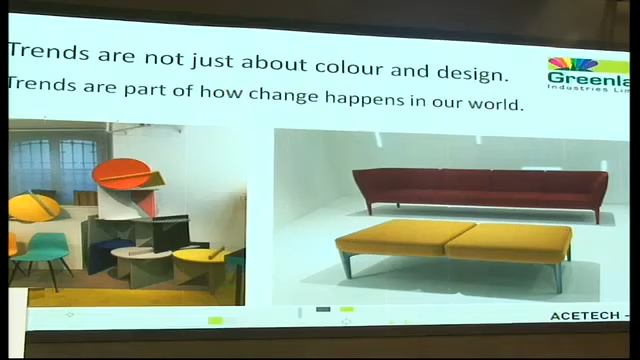 Trends are not just about colour and design.
Trends are part of how change happens in our world.
Industries
ACETECH -